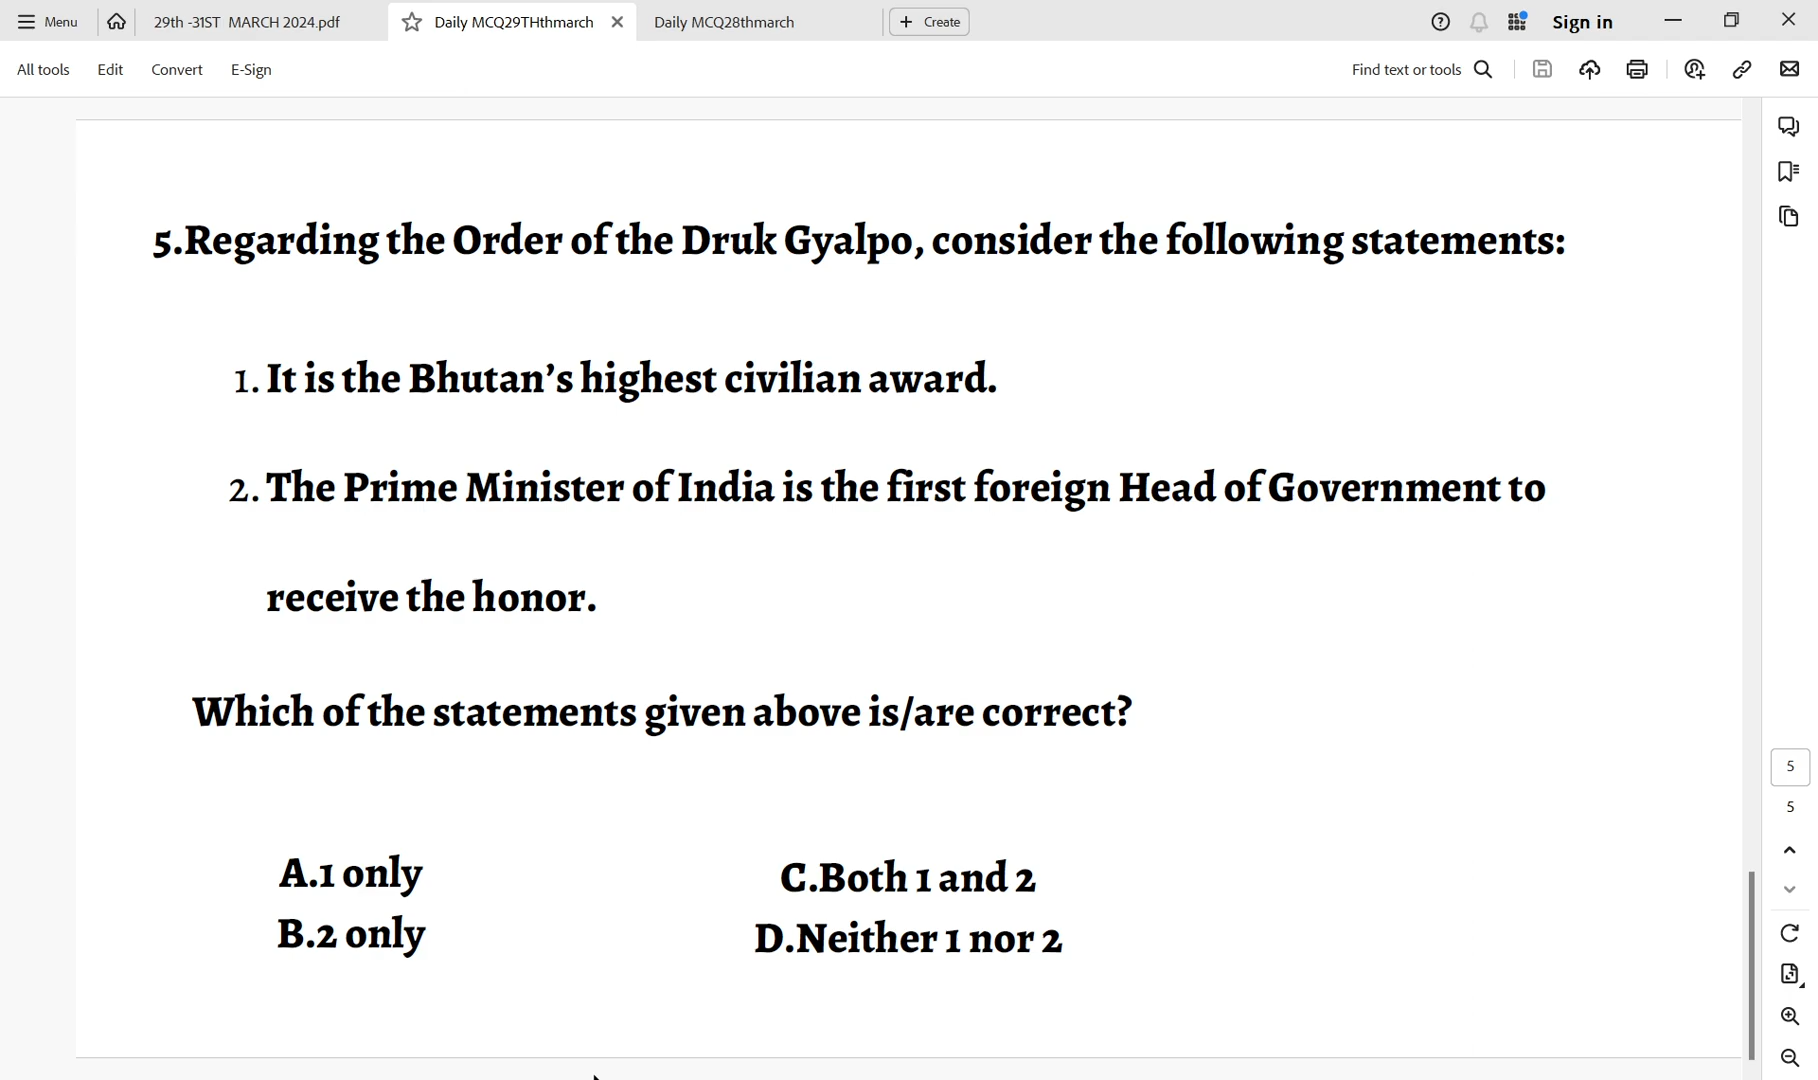 Menu
29th -31ST MARCH 2024.pdf
Daily MCQ29THthmarch
Daily MCQ28thmarch
+ Create
Sign in
All tools
Edit
Convert
E-Sign
Find text or tools
5.Regarding the Order of the Druk Gyalpo, consider the following statements:
1. It is the Bhutan’s highest civilian award.
2. The Prime Minister of India is the first foreign Head of Government to
receive the honor.
Which of the statements given above is/are correct?
A.1 only
C.Both 1 and 2
B.2 only
D.Neither 1 nor 2
5
5